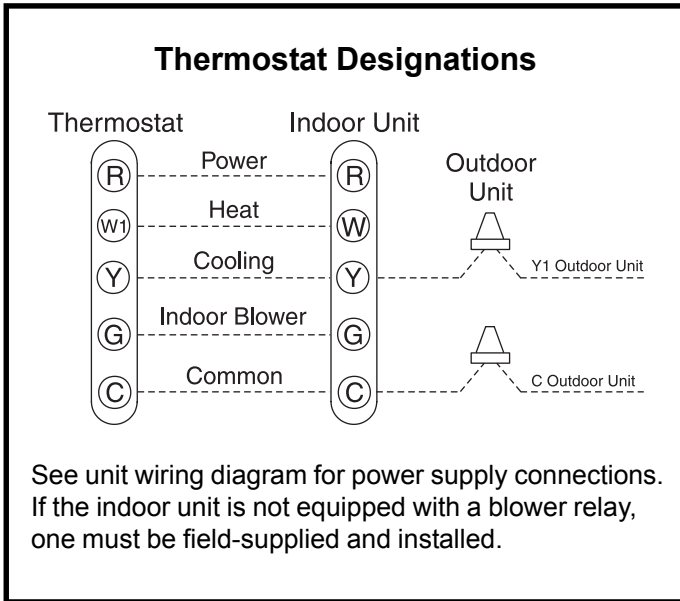 Thermostat Designations
Thermostat Indoor Unit
Outdoor
Unit
R Power R
W1 Heat W
Y Cooling Y Y1 Outdoor Unit
G Indoor Blower G
C Common C C Outdoor Unit
See unit wiring diagram for power supply connections.
If the indoor unit is not equipped with a blower relay,
one must be field-supplied and installed.